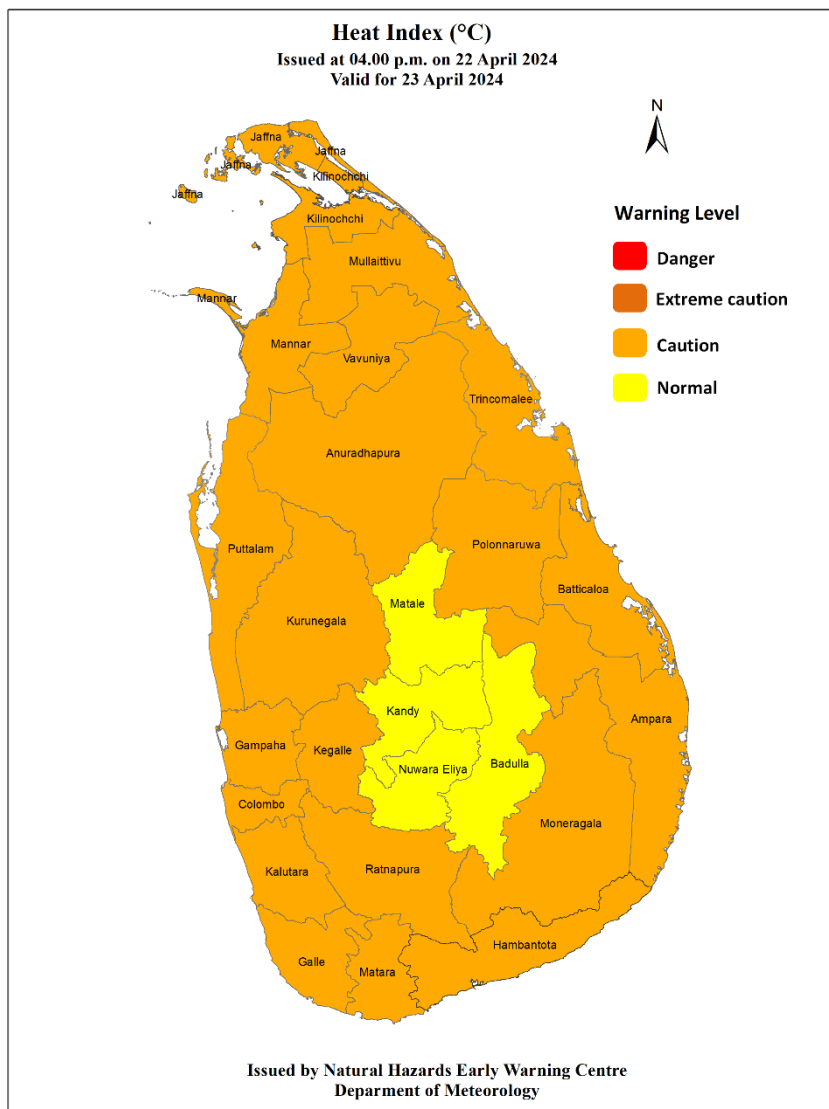 Heat Index (°C)
Issued at 04.00 p.m. on 22 April 2024
Valid for 23 April 2024
N
Jaffna
Jaffna
Jaffna
Kilinochchi
Jaffna
Kilinochchi
Warning Level
Mullaittivu
Danger
Mannar
Extreme caution
Mannar
Caution
Vavuniya
Normal
Trincomalee
Anuradhapura
Puttalam
Polonnaruwa
Batticaloa
Matale
Kurunegala
Kandy
Ampara
Gampaha
Kegalle
Nuwara Eliya
Badulla
Colombo
Moneragala
Kalutara
Ratnapura
Hambantota
Galle
Matara
Issued by Natural Hazards Early Warning Centre
Deparment of Meteorology